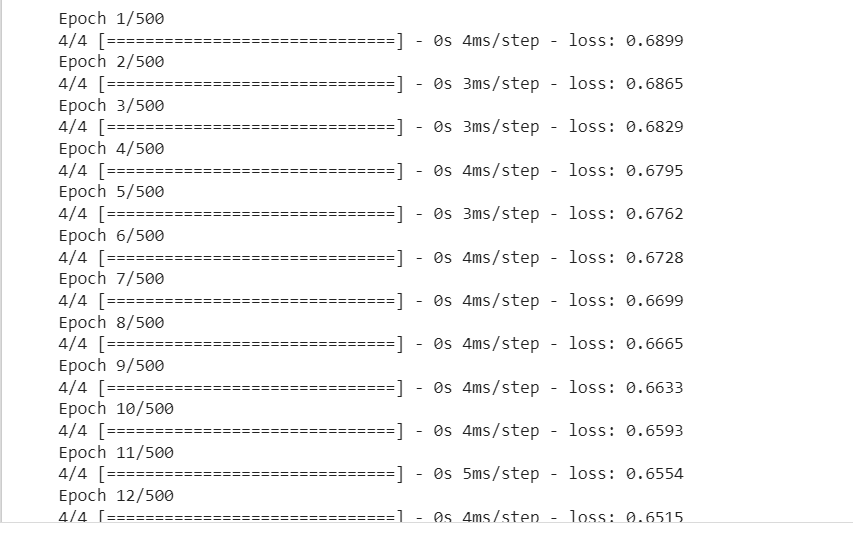 Epoch 1/500
4/4 [==============================] - 0s 4ms/step - loss: 0.6899
Epoch 2/500
4/4 [==============================] - 0s 3ms/step - loss: 0.6865
Epoch 3/500
4/4 [==============================] - 0s 3ms/step - loss: 0.6829
Epoch 4/500
4/4 [==============================] - 0s 4ms/step - loss: 0.6795
Epoch 5/500
4/4 [==============================] - 0s 3ms/step - loss: 0.6762
Epoch 6/500
4/4 [==============================] - 0s 4ms/step - loss: 0.6728
Epoch 7/500
4/4 [==============================] - 0s 4ms/step - loss: 0.6699
Epoch 8/500
4/4 [==============================] - 0s 4ms/step - loss: 0.6665
Epoch 9/500
4/4 [==============================] - 0s 4ms/step - loss: 0.6633
Epoch 10/500
4/4 [==============================] - 0s 4ms/step - loss: 0.6593
Epoch 11/500
4/4 [==============================] - 0s 5ms/step - loss: 0.6554
Epoch 12/500
4/4 [==============================] - 0s 4ms/step - loss: 0.6515